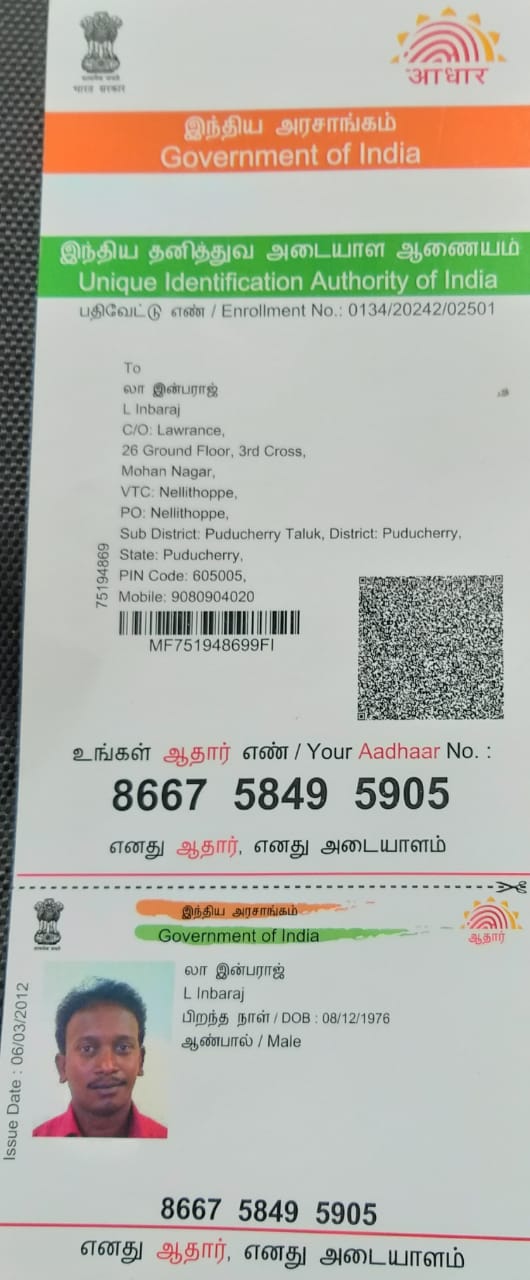 भारत सरकार
आधार
இந்திய அரசாங்கம்
Government of India
இந்திய தனித்துவ அடையாள ஆணையம்
Unique Identification Authority of India
பதிவேட்டு எண் / Enrollment No.: 0134/20242/02501
To
லா இன்பராஜ்
L Inbaraj
C/O: Lawrance,
26 Ground Floor, 3rd Cross,
Mohan Nagar,
VTC: Nellithoppe,
PO: Nellithoppe,
Sub District: Puducherry Taluk, District: Puducherry,
State: Puducherry,
PIN Code: 605005,
Mobile: 9080904020
75194869
MF751948699FI
உங்கள் ஆதார் எண் / Your Aadhaar No. :
8667 5849 5905
எனது ஆதார், எனது அடையாளம்
இந்திய அரசாங்கம்
Government of India
ஆதார்
லா இன்பராஜ்
L Inbaraj
பிறந்த நாள் / DOB : 08/12/1976
ஆண்பால் / Male
Issue Date : 06/03/2012
8667 5849 5905
எனது ஆதார், எனது அடையாளம்